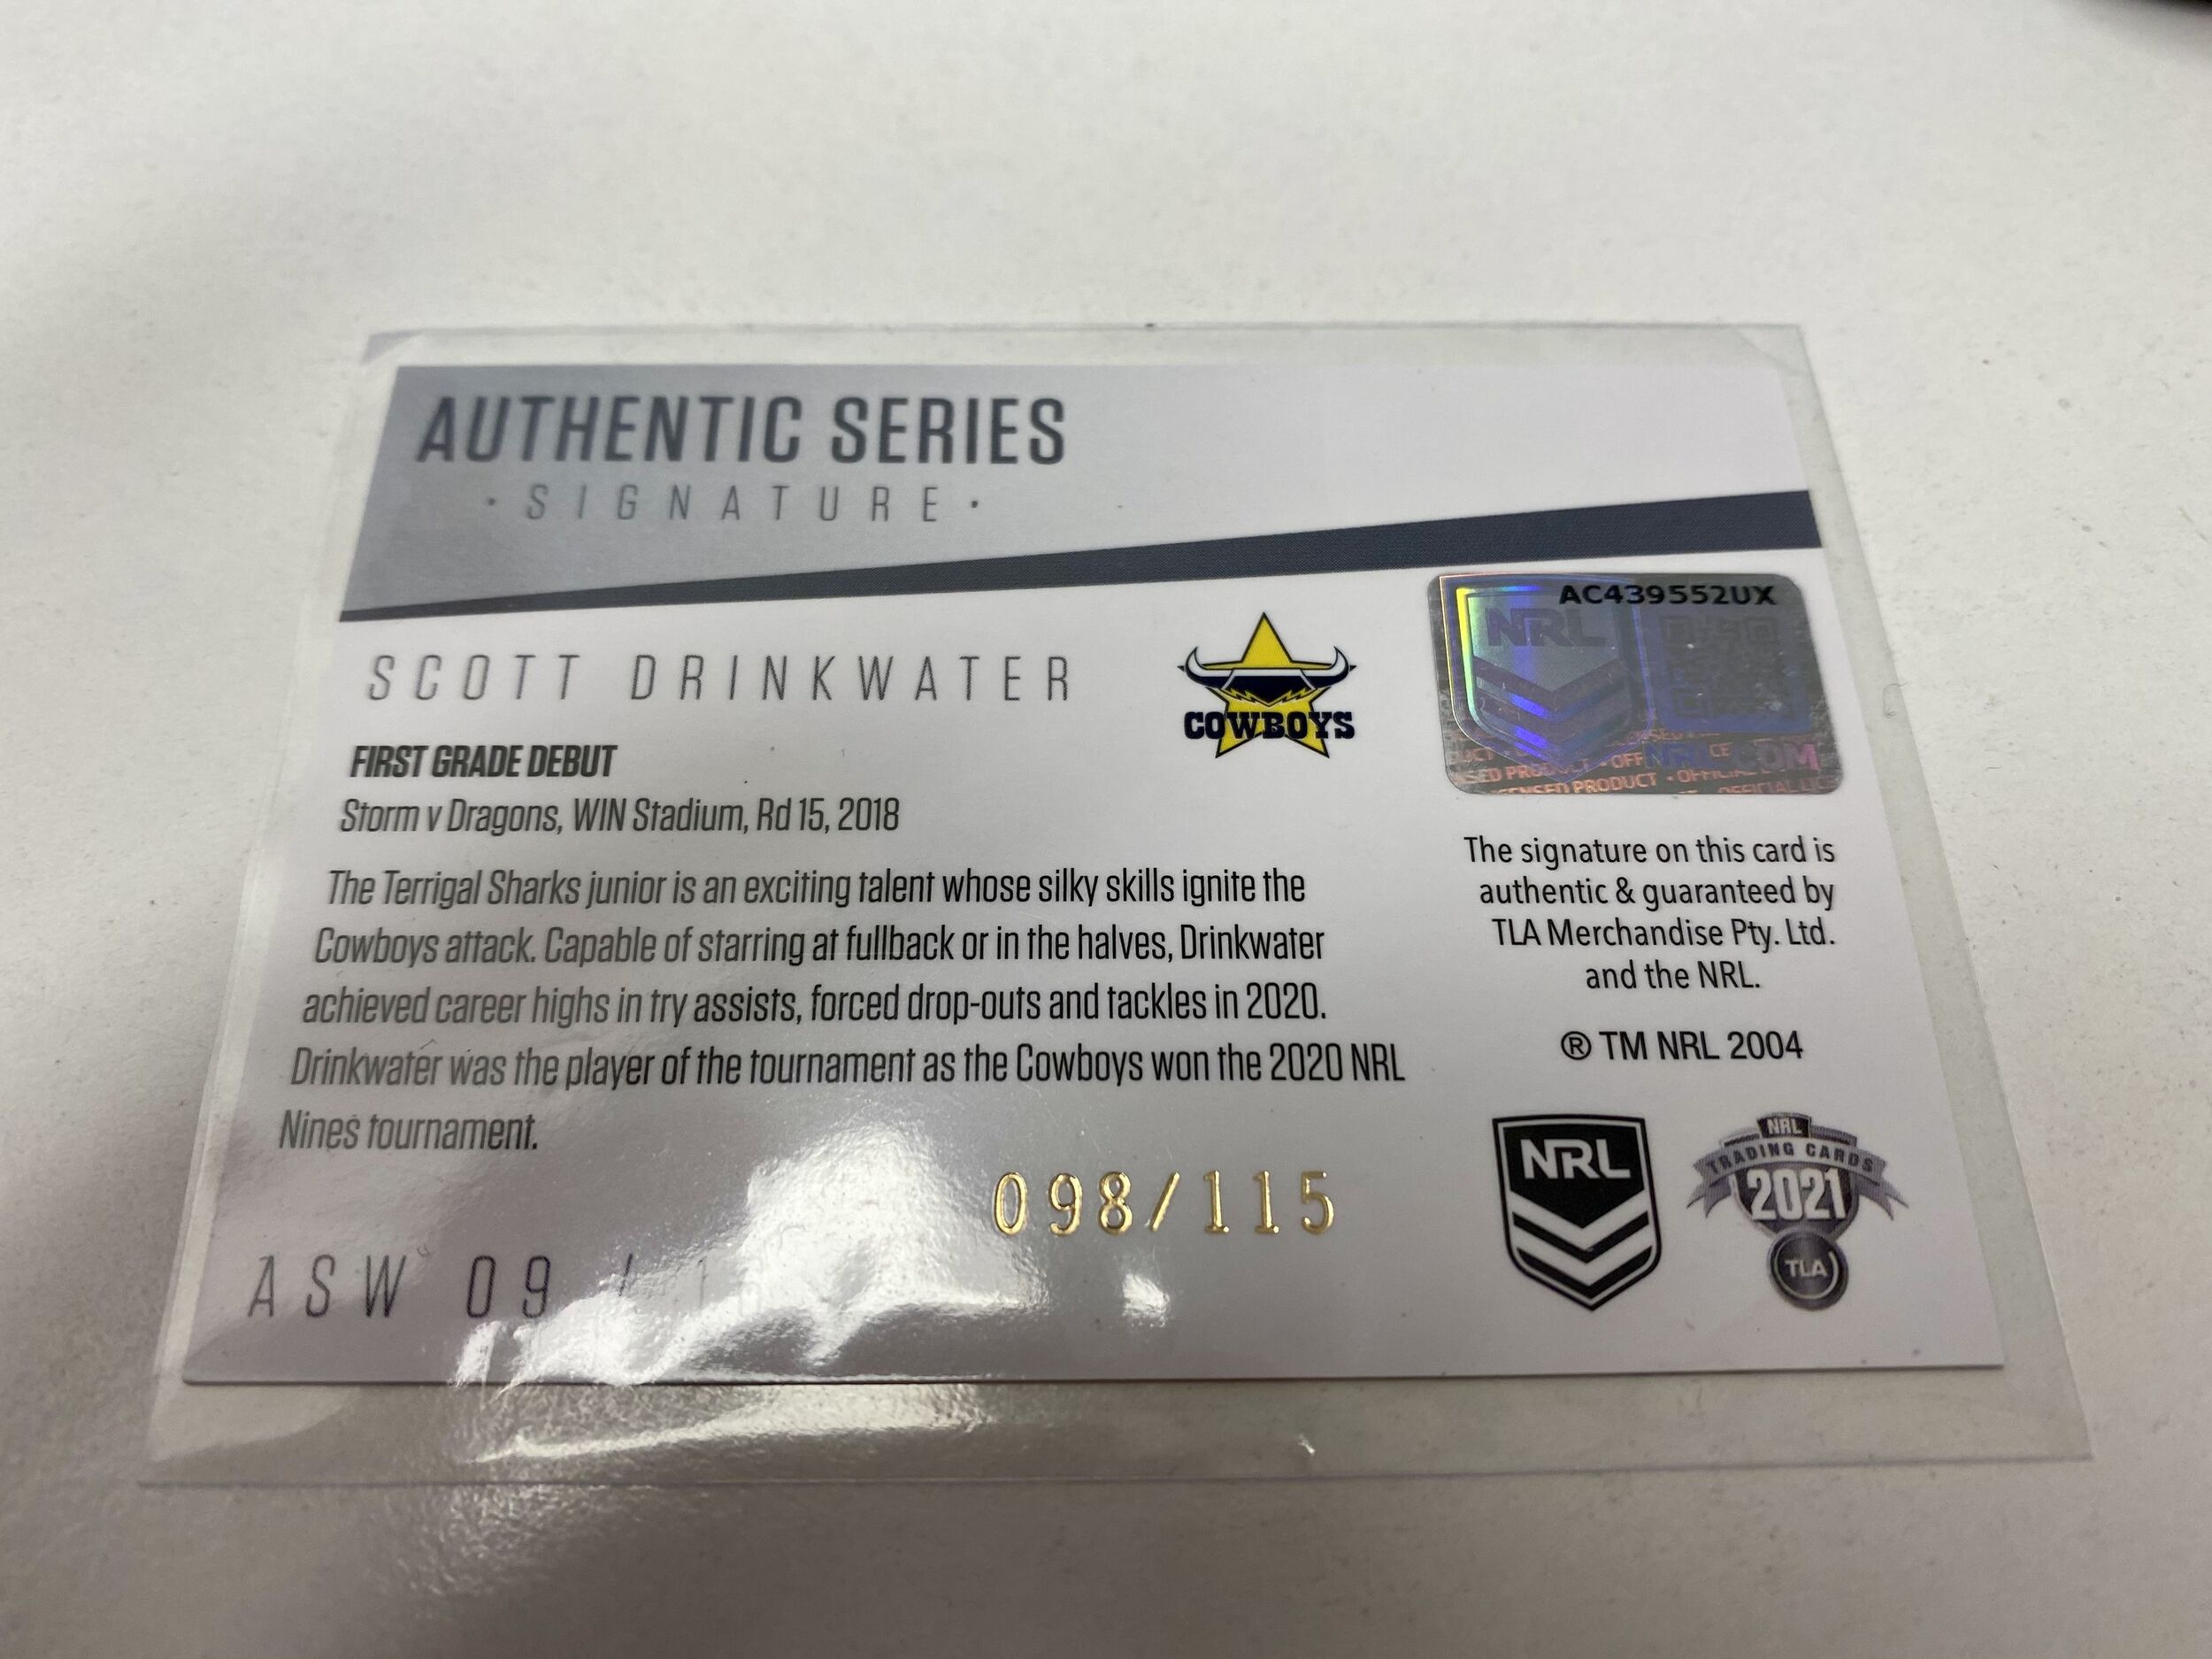 AUTHENTIC SERIES
· SIGNATURE ·
SCOTT DRINKWATER
COWBOYS
FIRST GRADE DEBUT
Storm v Dragons, WIN Stadium, Rd 15, 2018
The Terrigal Sharks junior is an exciting talent whose silky skills ignite the
Cowboys attack. Capable of starring at fullback or in the halves, Drinkwater
achieved career highs in try assists, forced drop-outs and tackles in 2020.
Drinkwater was the player of the tournament as the Cowboys won the 2020 NRL
Nines tournament.
098/115
ASW 09 /
AC439552UX
NRL
NRL.COM
LICENSED PRODUCT · OFFICIAL
The signature on this card is
authentic & guaranteed by
TLA Merchandise Pty. Ltd.
and the NRL.
® TM NRL 2004
NRL
NRL
TRADING CARDS
2021
TLA